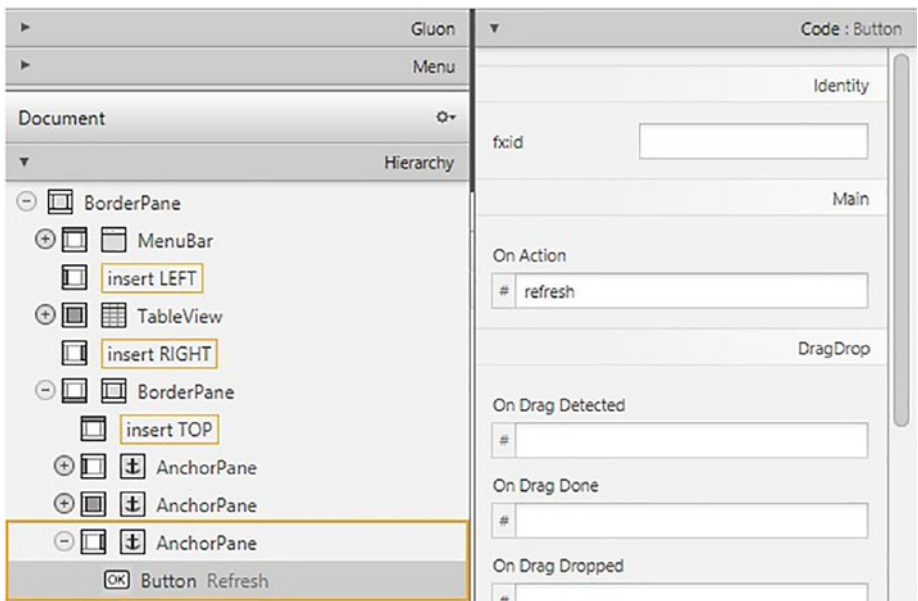 Gluon
Menu
Document
Hierarchy
BorderPane
MenuBar
insert LEFT
TableView
insert RIGHT
BorderPane
insert TOP
AnchorPane
AnchorPane
AnchorPane
OK Button Refresh
Code : Button
Identity
fx:id
Main
On Action
# refresh
DragDrop
On Drag Detected
#
On Drag Done
#
On Drag Dropped
#